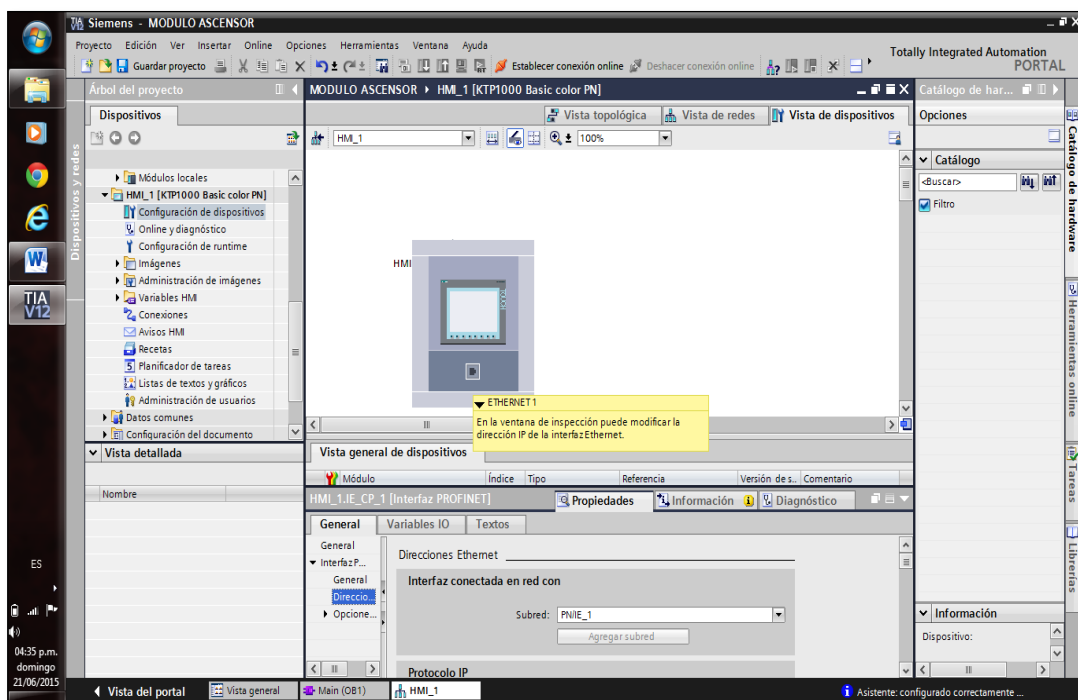 Siemens - MODULO ASCENSOR
Proyecto Edición Ver Insertar Online Opciones Herramientas Ventana Ayuda
Totally Integrated Automation
PORTAL
Guardar proyecto
Establecer conexión online
Deshacer conexión online
Árbol del proyecto
MODULO ASCENSOR HMI_1 [KTP1000 Basic color PN]
Catálogo de har...
Dispositivos
Vista topológica
Vista de redes
Vista de dispositivos
Opciones
HMI_1
100%
Catálogo
<Buscar>
Filtro
Dispositivos y redes
Módulos locales
HMI_1 [KTP1000 Basic color PN]
Configuración de dispositivos
Online y diagnóstico
Configuración de runtime
Imágenes
Administración de imágenes
Variables HMI
Conexiones
Avisos HMI
Recetas
Planificador de tareas
Listas de textos y gráficos
Administración de usuarios
Datos comunes
Configuración del documento
HMI
TOUCH
ETHERNET1
En la ventana de inspección puede modificar la
dirección IP de la interfaz Ethernet.
Catálogo de hardware
Herramientas online
Tareas
Librerías
Vista detallada
Nombre
Vista general de dispositivos
Módulo Índice Tipo Referencia Versión de s.. Comentario
HMI_1.IE_CP_1 [Interfaz PROFINET]
Propiedades
Información
Diagnóstico
General Variables IO Textos
General
Interfaz P...
General
Direccio...
Opcione...
Direcciones Ethernet
Interfaz conectada en red con
Subred: PN/IE_1
Agregar subred
Protocolo IP
Información
Dispositivo:
TIA
V12
ES
04:35 p.m.
domingo
21/06/2015
Vista del portal
Vista general
Main (OB1)
HMI_1
Asistente: configurado correctamente ...